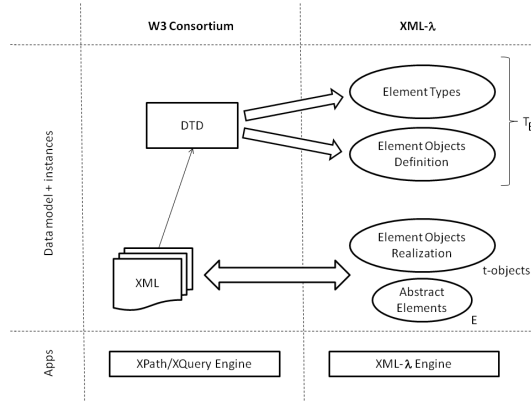 W3 Consortium
XML-λ
Data model + instances
DTD
Element Types
Element Objects
Definition
T_E
XML
Element Objects
Realization
t-objects
Abstract
Elements
E
Apps
XPath/XQuery Engine
XML-λ Engine